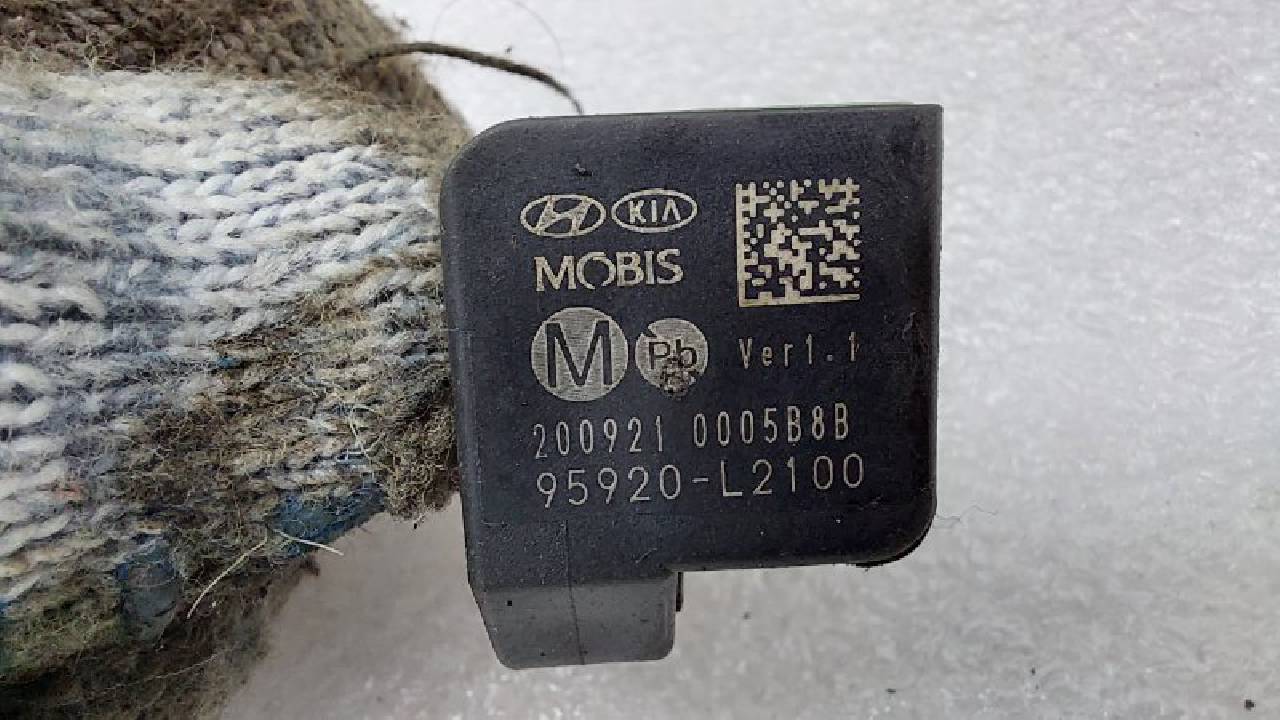 KIA
MOBIS
M Pb Ver1.1
200921 0005B8B
95920-L2100